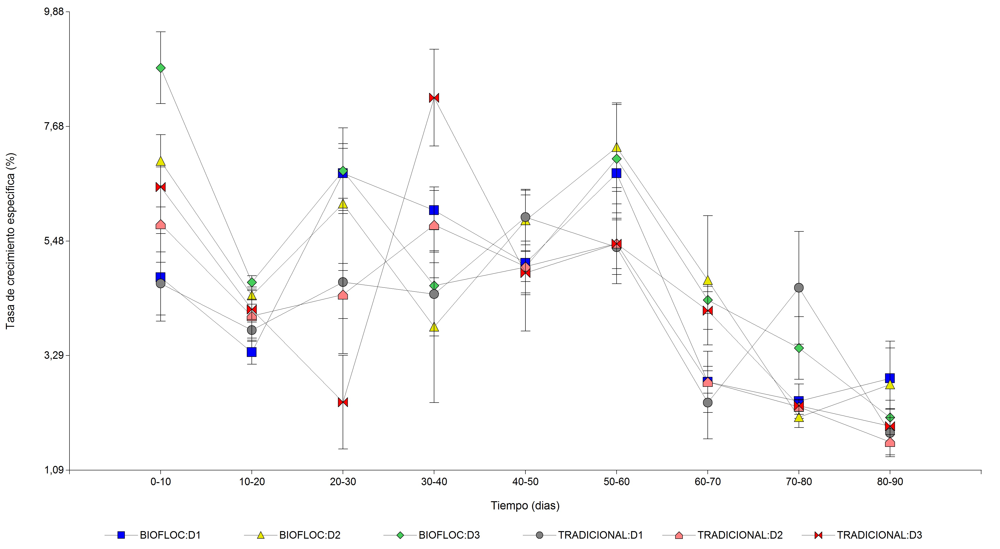 Tasa de crecimiento específica (%)
9,88
7,68
5,48
3,29
1,09
0-10 10-20 20-30 30-40 40-50 50-60 60-70 70-80 80-90
Tiempo (dias)
BIOFLOC:D1 BIOFLOC:D2 BIOFLOC:D3 TRADICIONAL:D1 TRADICIONAL:D2 TRADICIONAL:D3